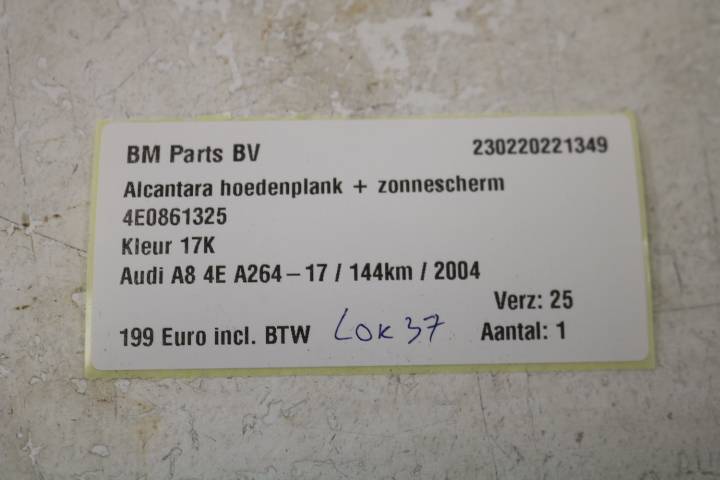 BM Parts BV 230220221349
Alcantara hoedenplank + zonnescherm
4E0861325
Kleur 17K
Audi A8 4E A264 – 17 / 144km / 2004
Verz: 25
199 Euro incl. BTW LOK 37 Aantal: 1